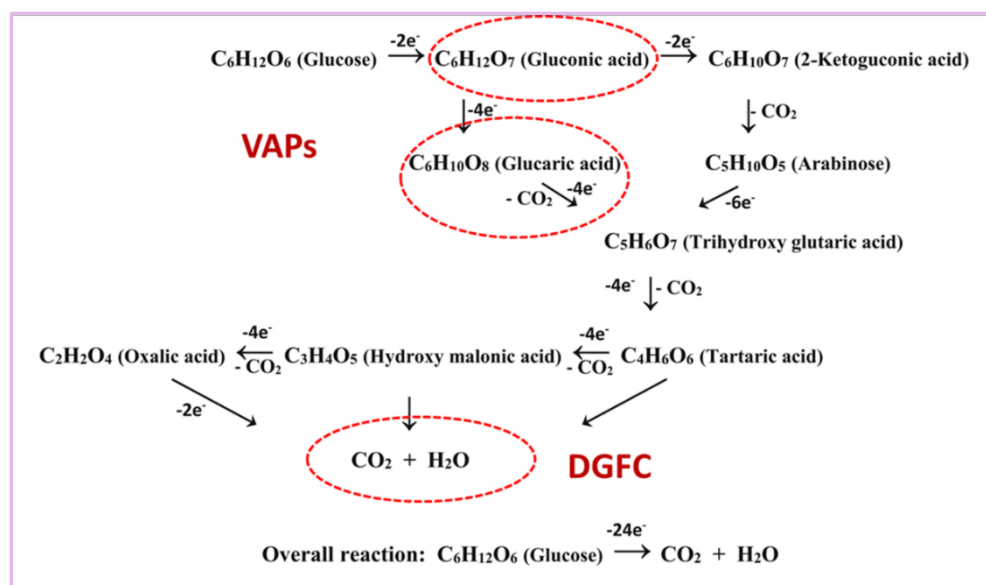 C₆H₁₂O₆ (Glucose) -2e⁻ C₆H₁₂O₇ (Gluconic acid) -2e⁻ C₆H₁₀O₇ (2-Ketoguconic acid)
-4e⁻ - CO₂
VAPs
C₆H₁₀O₈ (Glucaric acid) C₅H₁₀O₅ (Arabinose)
- CO₂ -4e⁻ -6e⁻
C₅H₆O₇ (Trihydroxy glutaric acid)
-4e⁻ - CO₂
C₂H₂O₄ (Oxalic acid) -4e⁻ - CO₂ C₃H₄O₅ (Hydroxy malonic acid) -4e⁻ - CO₂ C₄H₆O₆ (Tartaric acid)
-2e⁻
CO₂ + H₂O DGFC
Overall reaction: C₆H₁₂O₆ (Glucose) -24e⁻ CO₂ + H₂O